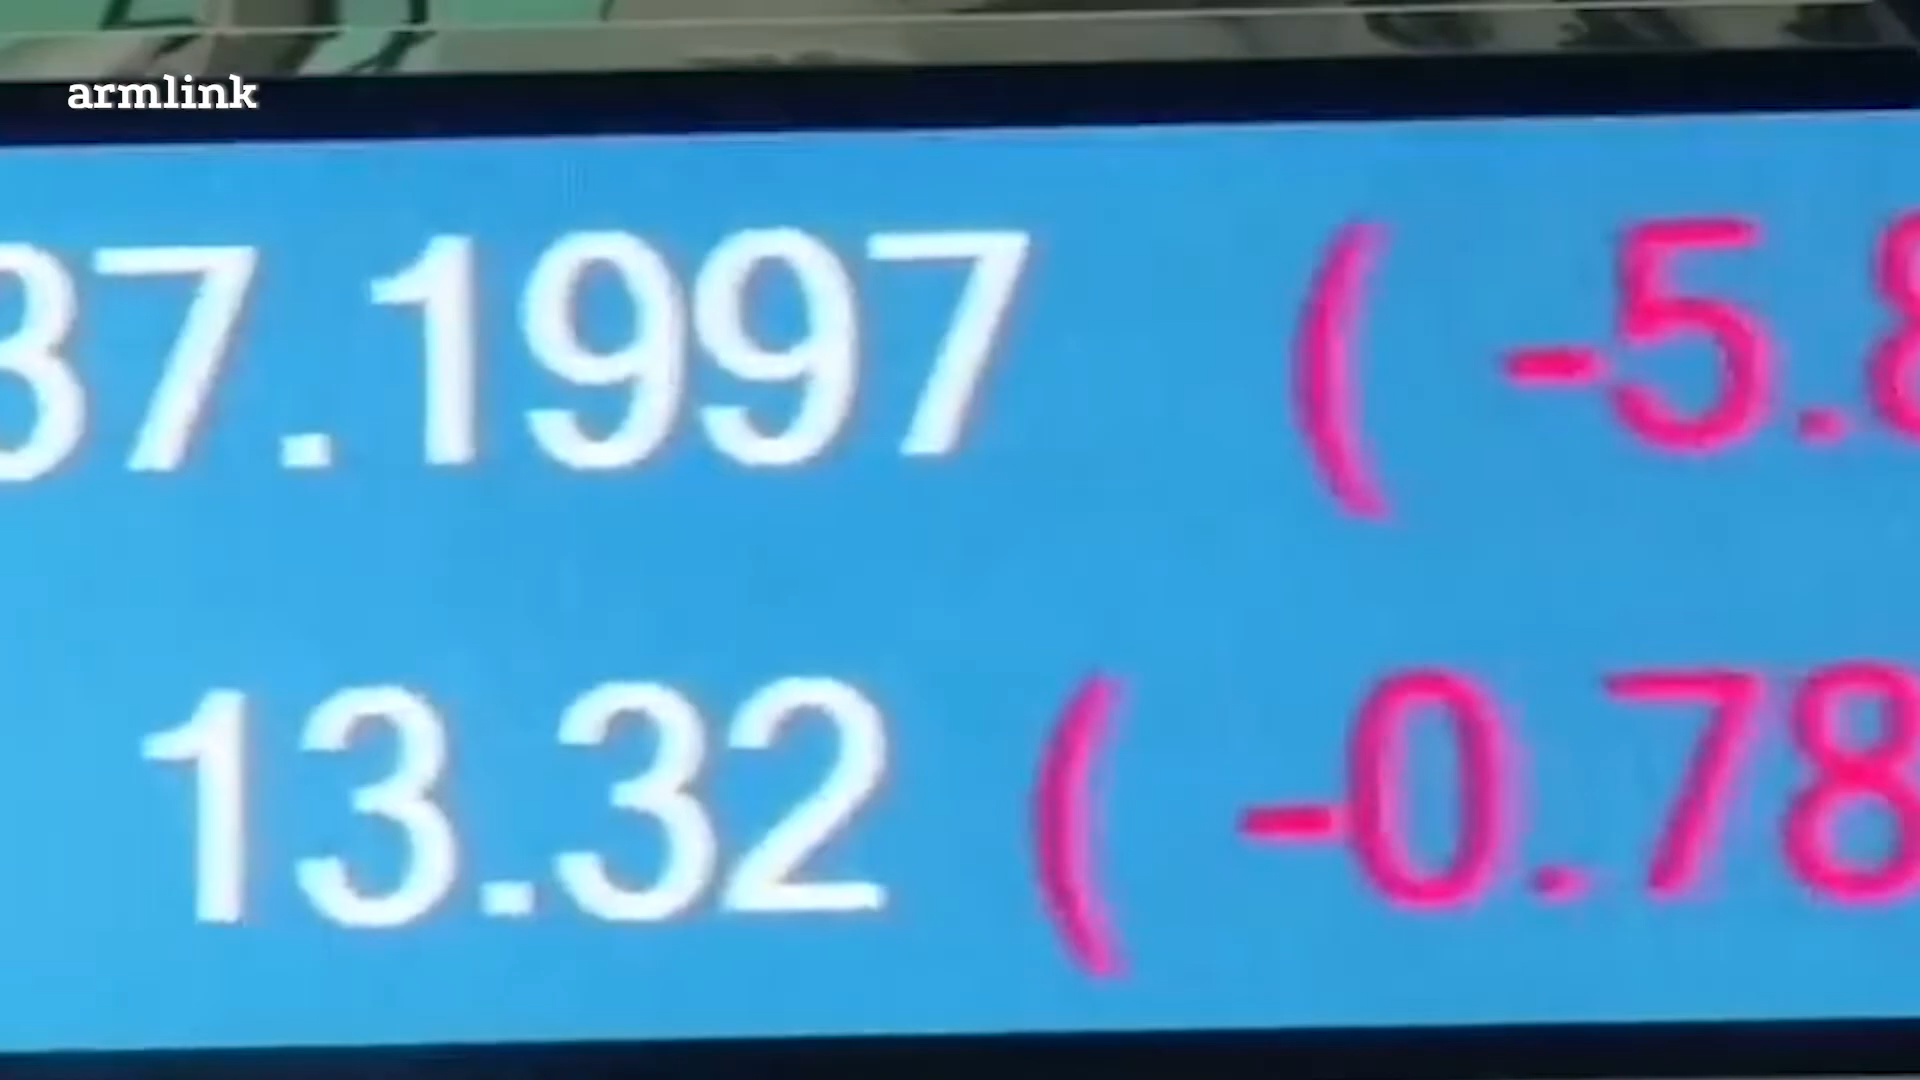 armlink
37.1997 ( -5.8
13.32 ( -0.78